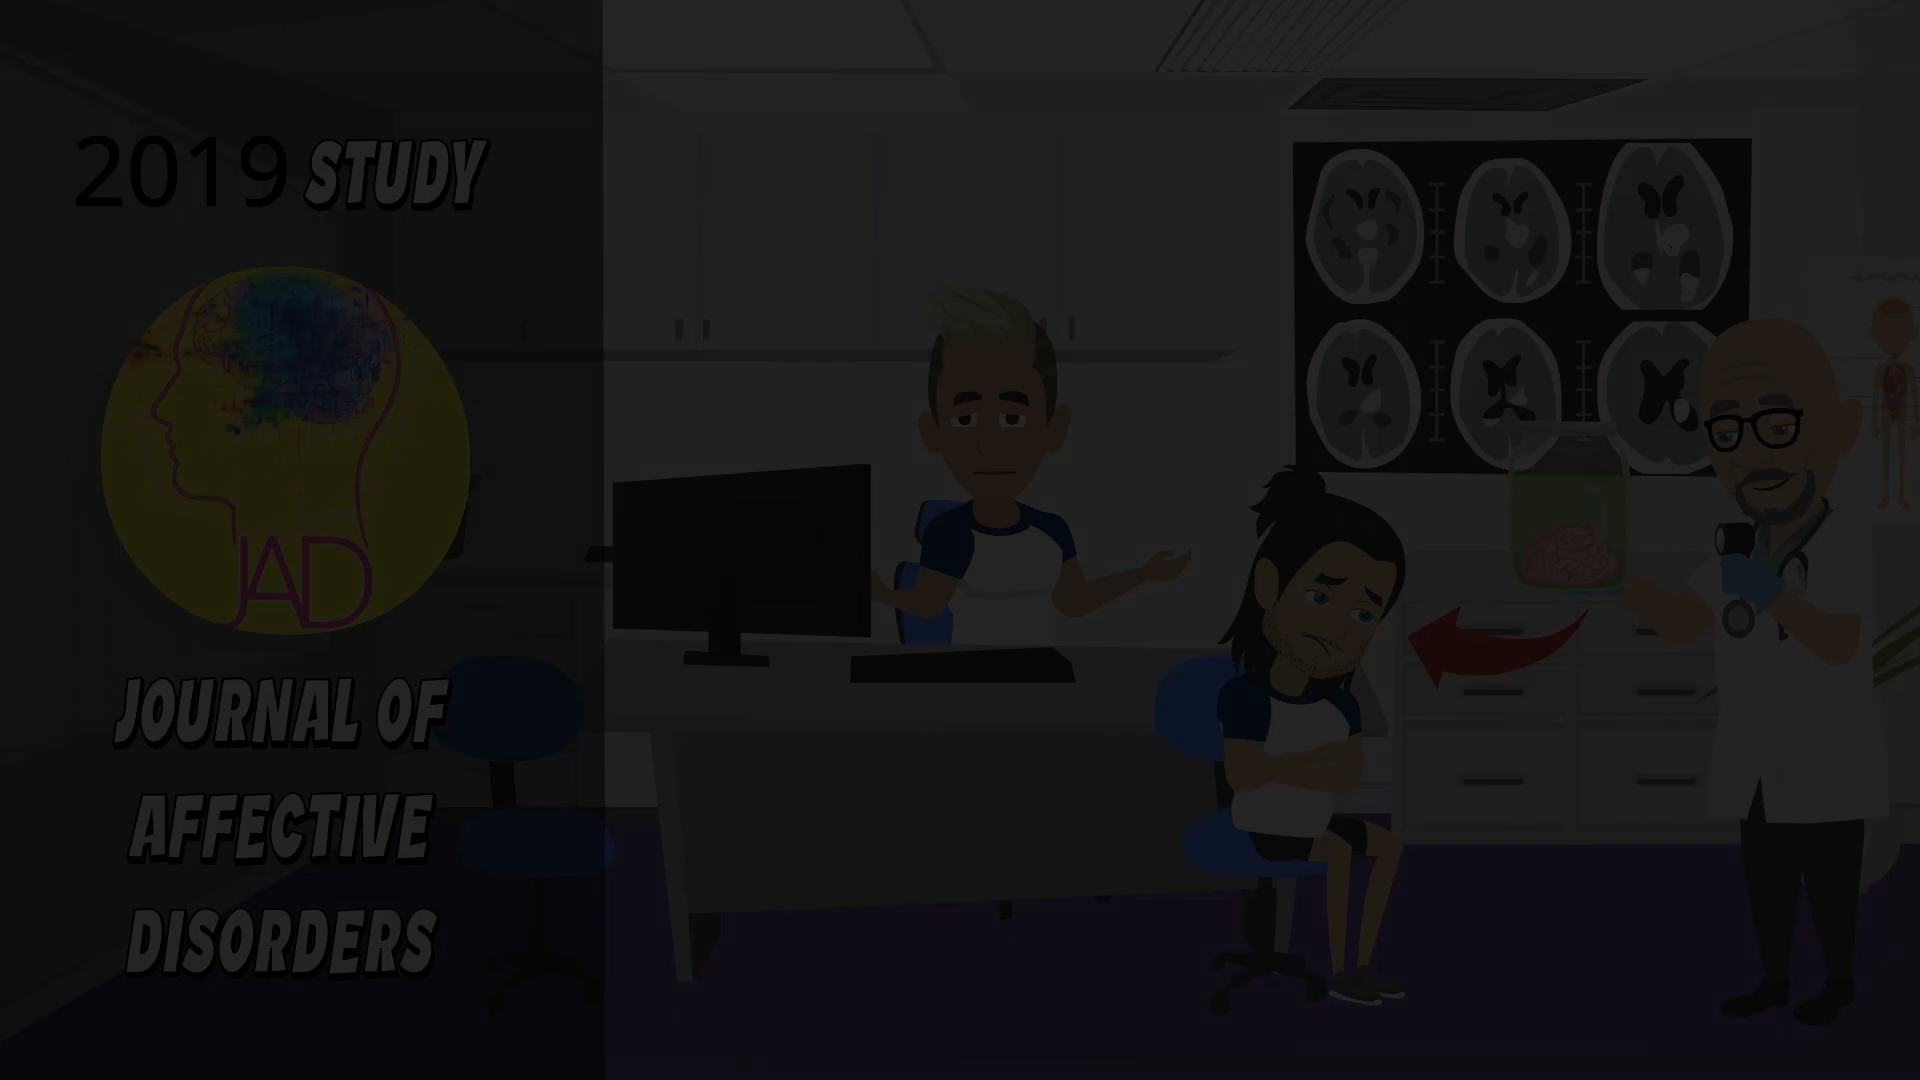 2019 STUDY
JAD
JOURNAL OF
AFFECTIVE
DISORDERS